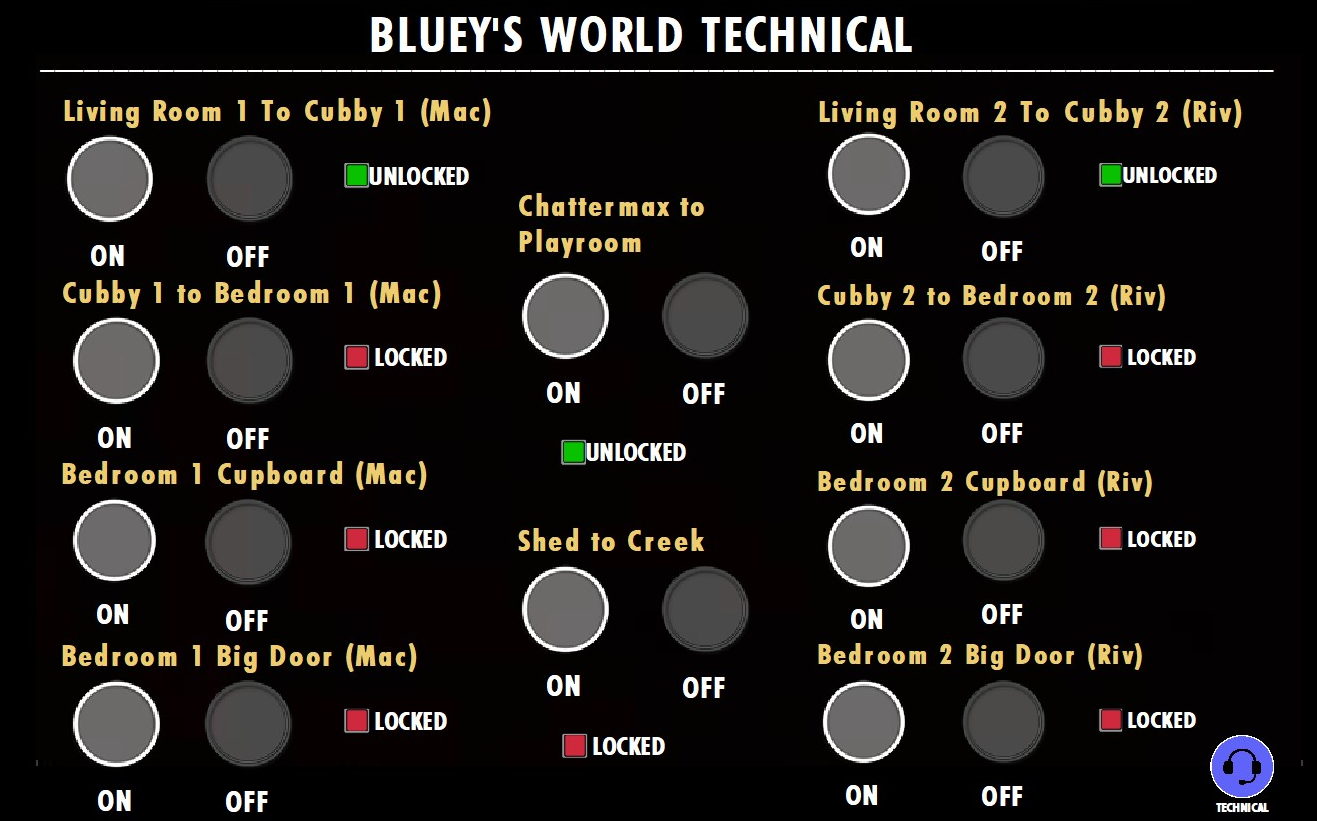 BLUEY'S WORLD TECHNICAL
Living Room 1 To Cubby 1 (Mac)
ON
OFF
UNLOCKED
Cubby 1 to Bedroom 1 (Mac)
ON
OFF
LOCKED
Bedroom 1 Cupboard (Mac)
ON
OFF
LOCKED
Bedroom 1 Big Door (Mac)
ON
OFF
LOCKED
Chattermax to
Playroom
ON
OFF
UNLOCKED
Shed to Creek
ON
OFF
LOCKED
Living Room 2 To Cubby 2 (Riv)
ON
OFF
UNLOCKED
Cubby 2 to Bedroom 2 (Riv)
ON
OFF
LOCKED
Bedroom 2 Cupboard (Riv)
ON
OFF
LOCKED
Bedroom 2 Big Door (Riv)
ON
OFF
LOCKED
TECHNICAL